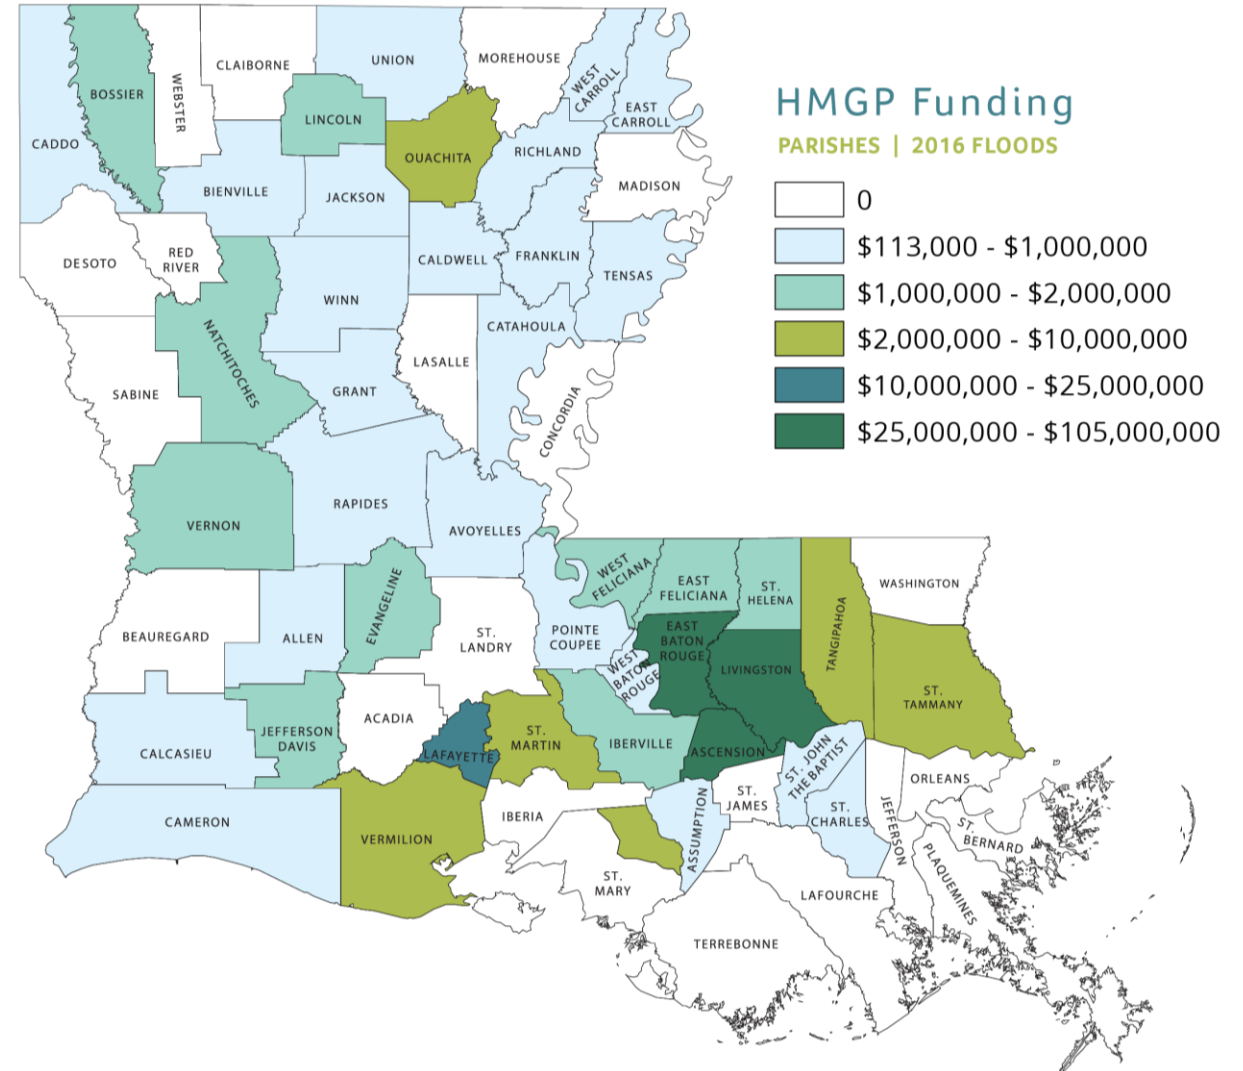 HMGP Funding
PARISHES | 2016 FLOODS
0
$113,000 - $1,000,000
$1,000,000 - $2,000,000
$2,000,000 - $10,000,000
$10,000,000 - $25,000,000
$25,000,000 - $105,000,000
CADDO
BOSSIER
WEBSTER
CLAIBORNE
UNION
MOREHOUSE
WEST
CARROLL
EAST
CARROLL
LINCOLN
OUACHITA
RICHLAND
MADISON
BIENVILLE
JACKSON
DESOTO
RED
RIVER
CALDWELL
FRANKLIN
TENSAS
WINN
NATCHITOCHES
CATAHOULA
LASALLE
SABINE
GRANT
CONCORDIA
VERNON
RAPIDES
AVOYELLES
WEST
FELICIANA
EAST
FELICIANA
ST.
HELENA
TANGIPAHOA
WASHINGTON
BEAUREGARD
ALLEN
EVANGELINE
ST.
LANDRY
POINTE
COUPEE
WEST
BATON
ROUGE
EAST
BATON
ROUGE
LIVINGSTON
ST.
TAMMANY
CALCASIEU
JEFFERSON
DAVIS
ACADIA
LAFAYETTE
ST.
MARTIN
IBERVILLE
ASCENSION
ST. JOHN
THE BAPTIST
ORLEANS
CAMERON
VERMILION
IBERIA
ASSUMPTION
ST.
JAMES
ST.
CHARLES
JEFFERSON
ST.
BERNARD
PLAQUEMINES
ST.
MARY
LAFOURCHE
TERREBONNE